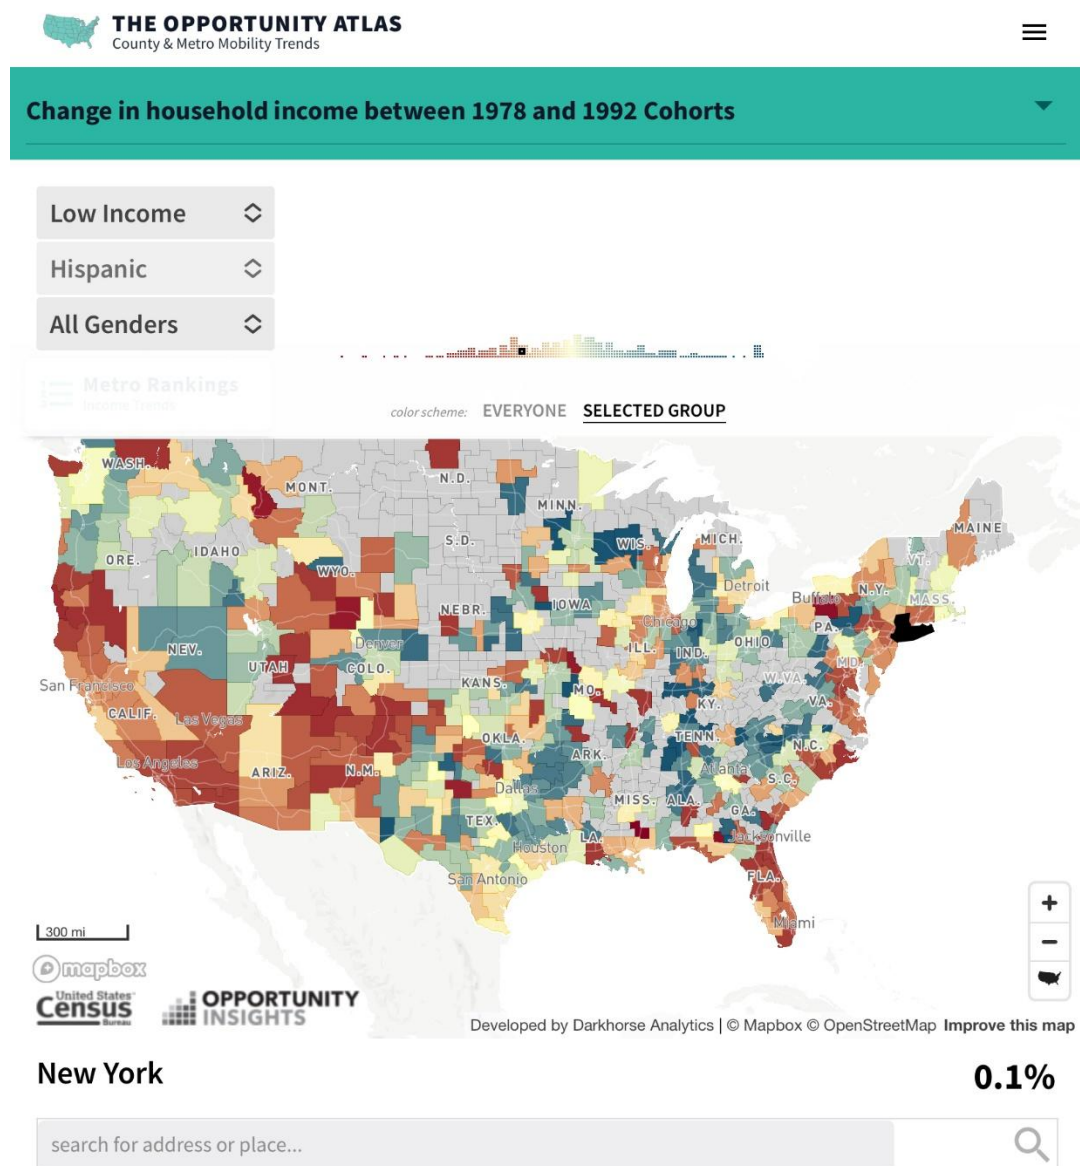 THE OPPORTUNITY ATLAS
County & Metro Mobility Trends
Change in household income between 1978 and 1992 Cohorts
Low Income
Hispanic
All Genders
Metro Rankings
Income Trends
color scheme: EVERYONE SELECTED GROUP
WASH.
MONT.
N.D.
MINN.
MAINE
ORE.
IDAHO
S.D.
WIS.
MICH.
VT.
WYO.
Detroit
Buffalo
N.Y.
MASS.
NEBR.
IOWA
Chicago
PA.
NEV.
UTAH
Denver
COLO.
ILL.
IND.
OHIO
MD.
San Francisco
KANS.
MO.
W.VA.
KY.
VA.
CALIF.
Las Vegas
OKLA.
TENN.
N.C.
Los Angeles
ARIZ.
N.M.
ARK.
Atlanta
S.C.
Dallas
MISS.
ALA.
GA.
TEX.
Houston
LA.
Jacksonville
San Antonio
FLA.
Miami
300 mi
+
−
mapbox
United States®
Census
Bureau
OPPORTUNITY
INSIGHTS
Developed by Darkhorse Analytics | © Mapbox © OpenStreetMap Improve this map
New York 0.1%
search for address or place...